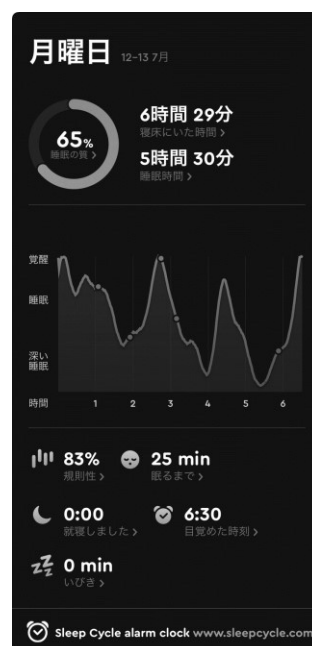 月曜日 12–13 7月
65%
睡眠の質 >
6時間 29分
寝床にいた時間 >
5時間 30分
睡眠時間 >
覚醒
睡眠
深い
睡眠
時間 1 2 3 4 5 6
83%
規則性 >
25 min
眠るまで >
0:00
就寝しました >
6:30
目覚めた時刻 >
0 min
いびき >
Sleep Cycle alarm clock www.sleepcycle.com